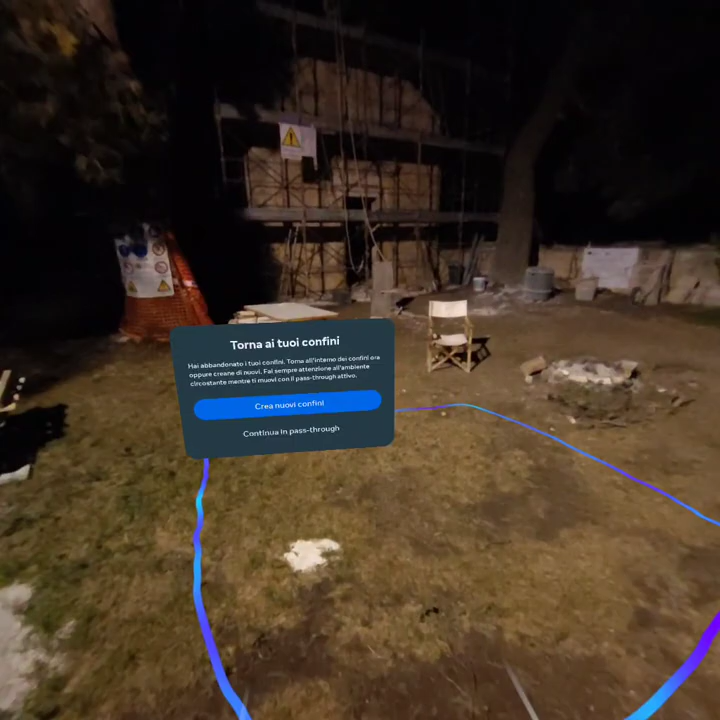 Torna ai tuoi confini
Hai abbandonato i tuoi confini. Torna all'interno dei confini ora
oppure creane di nuovi. Fai sempre attenzione all'ambiente
circostante mentre ti muovi con il pass-through attivo.
Crea nuovi confini
Continua in pass-through